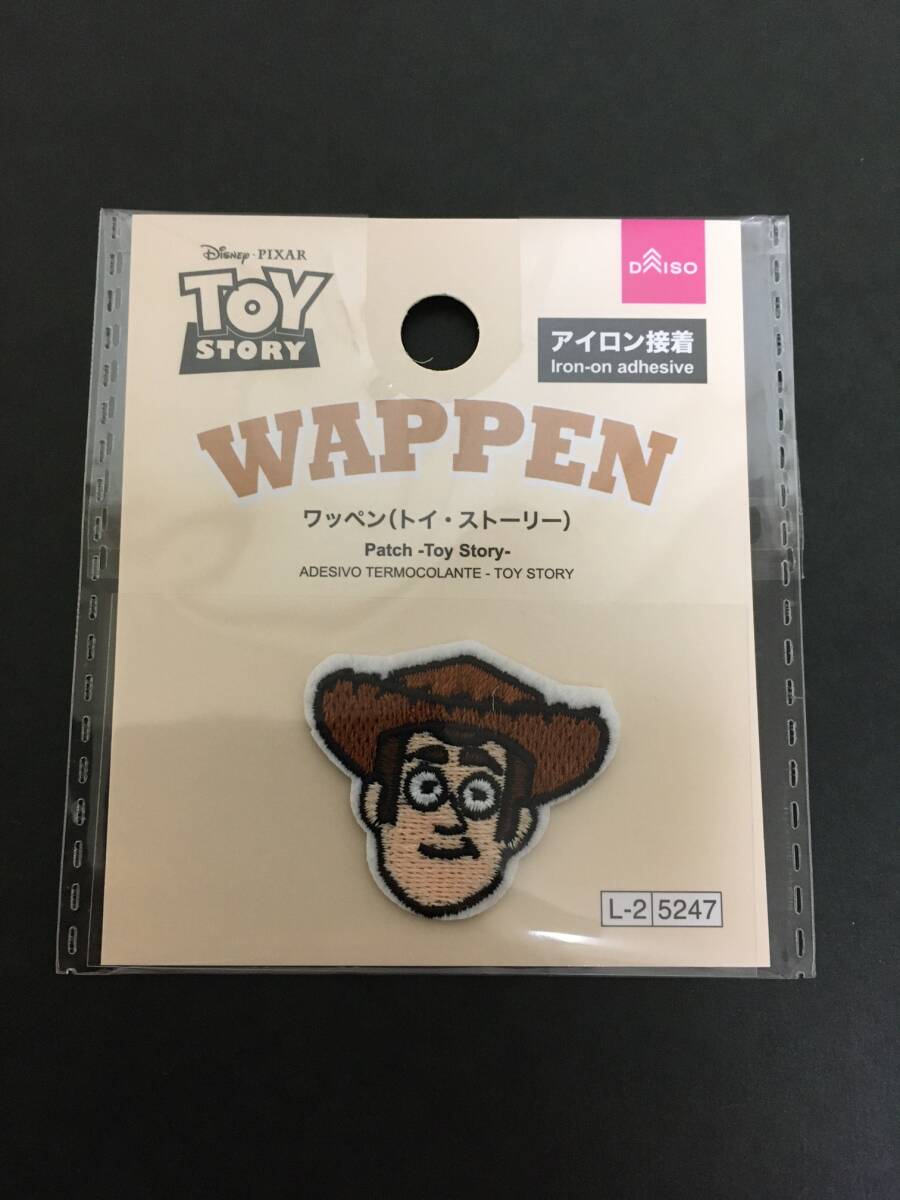 Disney · PIXAR
TOY
STORY
DAISO
アイロン接着
Iron-on adhesive
WAPPEN
ワッペン(トイ・ストーリー)
Patch -Toy Story-
ADESIVO TERMOCOLANTE - TOY STORY
L-2 5247